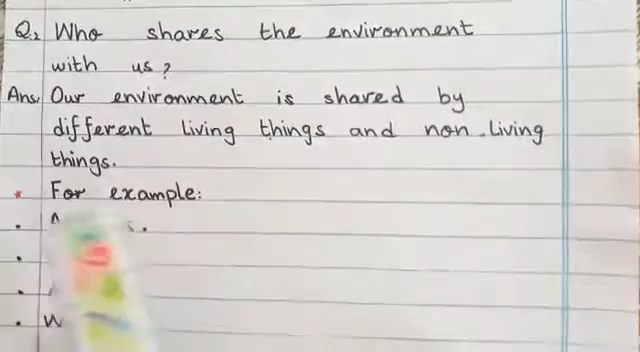 Q.2 Who shares the environment
with us?
Ans. Our environment is shared by
different living things and non-living
things.
* For example: